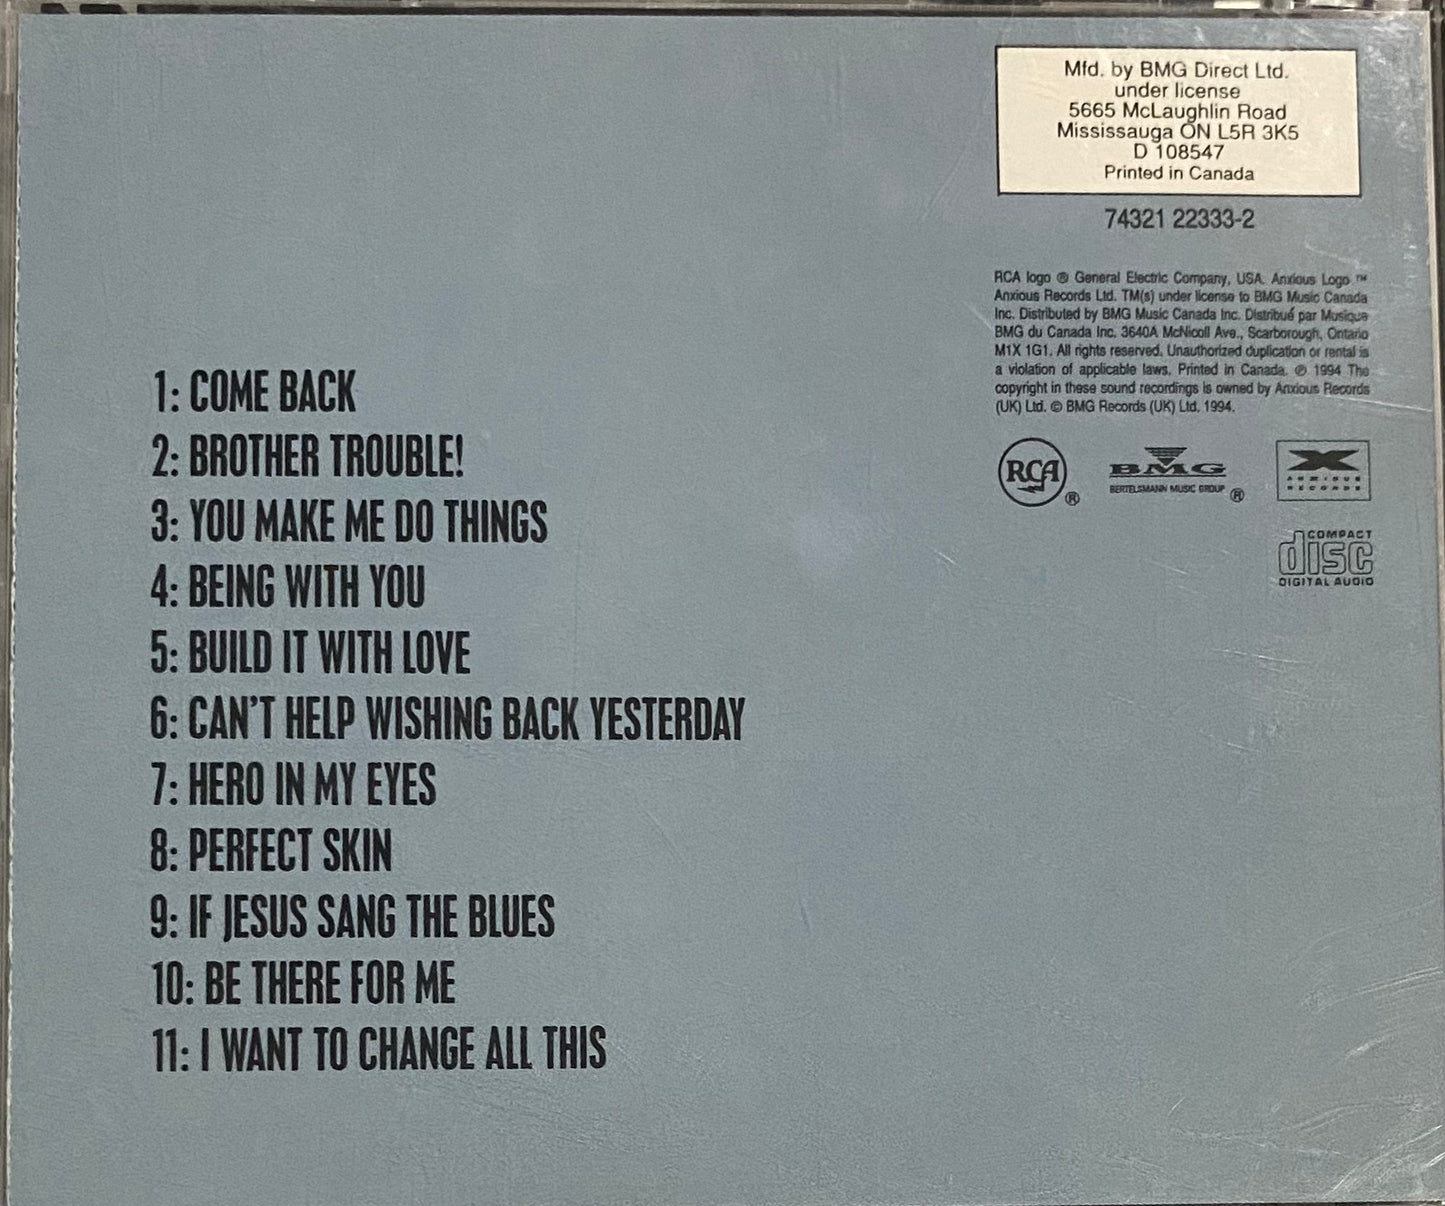 Mfd. by BMG Direct Ltd.
under license
5665 McLaughlin Road
Mississauga ON L5R 3K5
D 108547
Printed in Canada
74321 22333-2
RCA logo ® General Electric Company, USA. Anxious Logo ™
Anxious Records Ltd. TM(s) under license to BMG Music Canada
Inc. Distributed by BMG Music Canada Inc. Distribué par Musique
BMG du Canada Inc. 3640A McNicoll Ave., Scarborough, Ontario
M1X 1G1. All rights reserved. Unauthorized duplication or rental is
a violation of applicable laws. Printed in Canada. ℗ 1994 The
copyright in these sound recordings is owned by Anxious Records
(UK) Ltd. © BMG Records (UK) Ltd. 1994.
RCA ®
BMG
BERTELSMANN MUSIC GROUP ®
X
ANXIOUS
RECORDS
COMPACT
disc
DIGITAL AUDIO
1: COME BACK
2: BROTHER TROUBLE!
3: YOU MAKE ME DO THINGS
4: BEING WITH YOU
5: BUILD IT WITH LOVE
6: CAN'T HELP WISHING BACK YESTERDAY
7: HERO IN MY EYES
8: PERFECT SKIN
9: IF JESUS SANG THE BLUES
10: BE THERE FOR ME
11: I WANT TO CHANGE ALL THIS